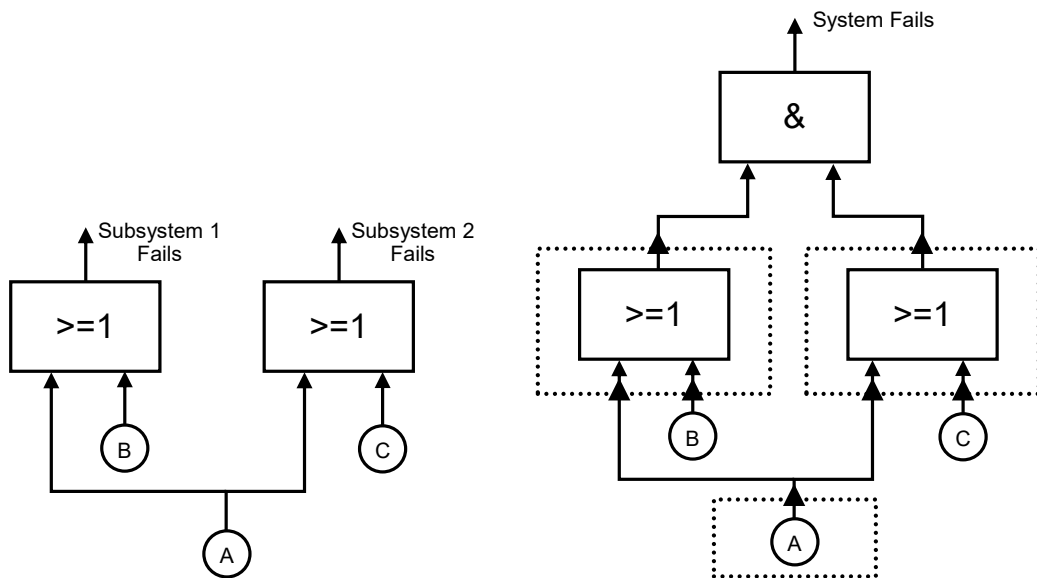 System Fails
&
Subsystem 1
Fails
Subsystem 2
Fails
>=1
>=1
>=1
>=1
B
C
B
C
A
A